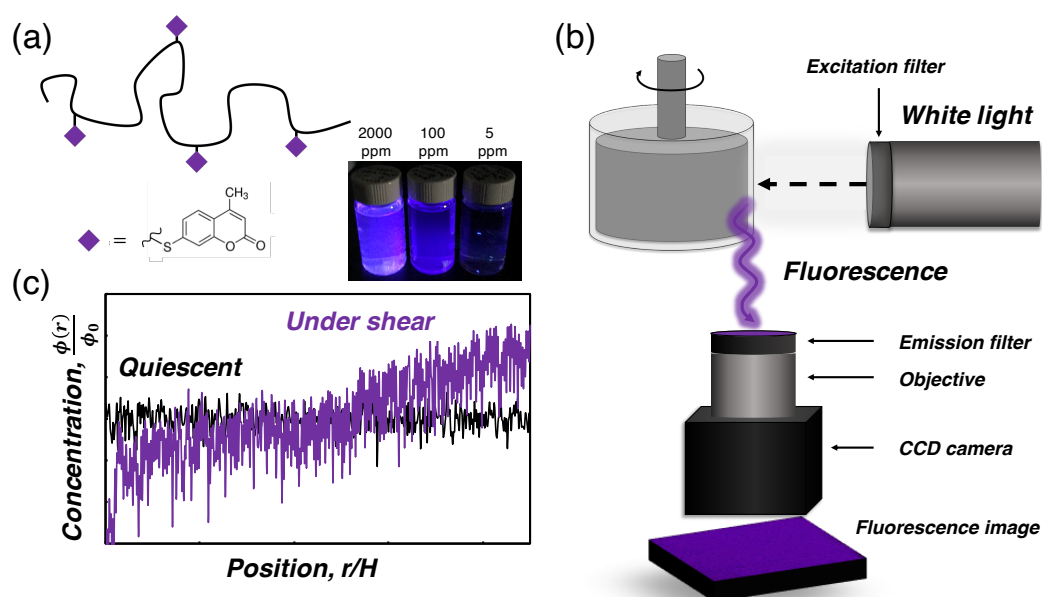 (a)
2000 ppm
100 ppm
5 ppm
CH3
=
S
O
O
(b)
Excitation filter
White light
Fluorescence
Emission filter
Objective
CCD camera
Fluorescence image
(c)
Under shear
Quiescent
Concentration, ϕ(r)/ϕ0
Position, r/H